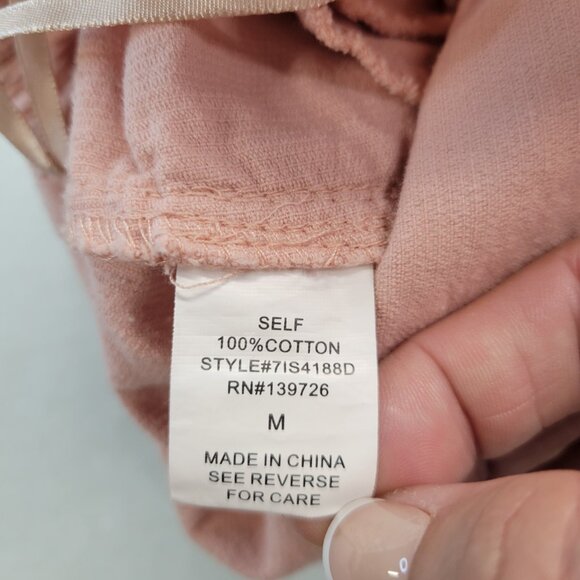 SELF
100%COTTON
STYLE#7IS4188D
RN#139726
M
MADE IN CHINA
SEE REVERSE
FOR CARE